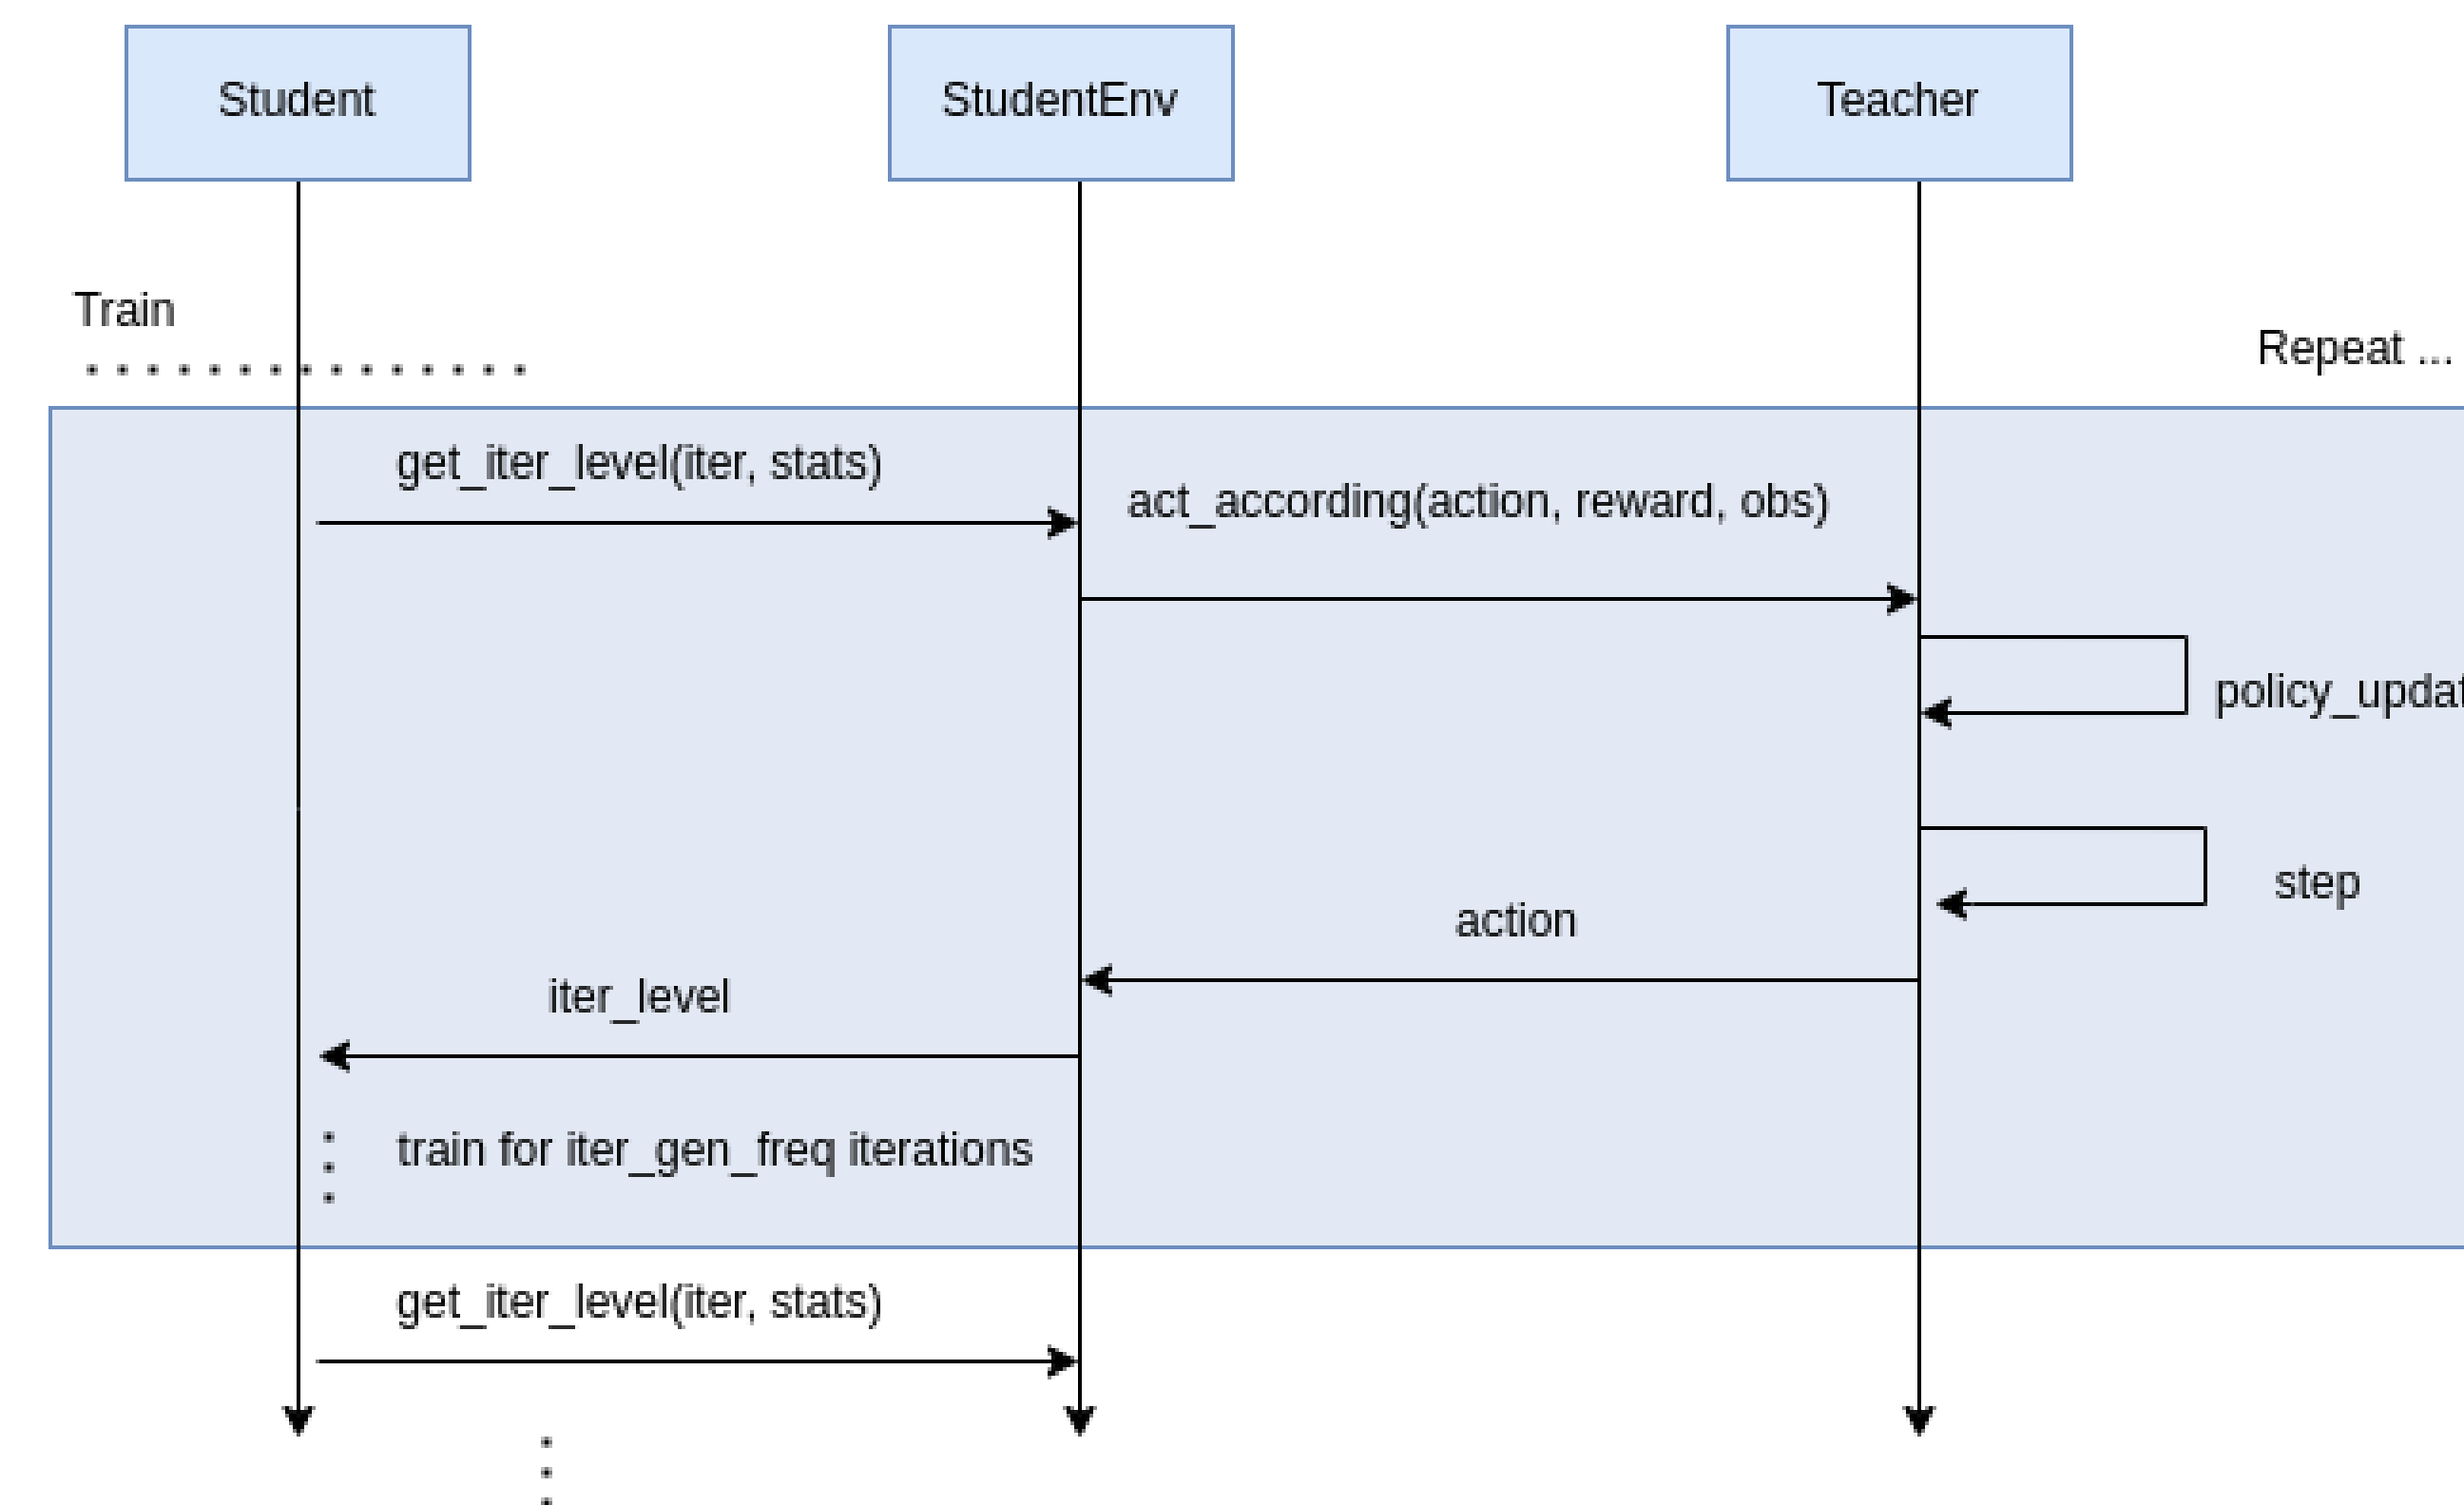 Student
StudentEnv
Teacher
Train
Repeat ...
get_iter_level(iter, stats)
act_according(action, reward, obs)
policy_updat
step
action
iter_level
train for iter_gen_freq iterations
get_iter_level(iter, stats)